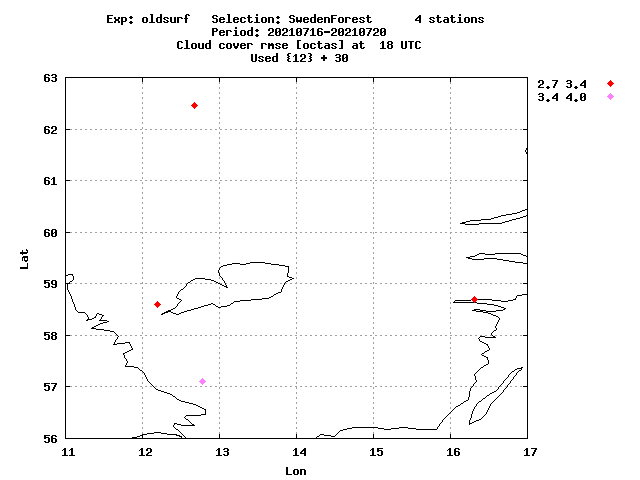 Exp: oldsurf Selection: SwedenForest 4 stations
Period: 20210716-20210720
Cloud cover rmse [octas] at 18 UTC
Used {12} + 30
2.7 3.4
3.4 4.0
63
62
61
60
59
58
57
56
Lat
11 12 13 14 15 16 17
Lon